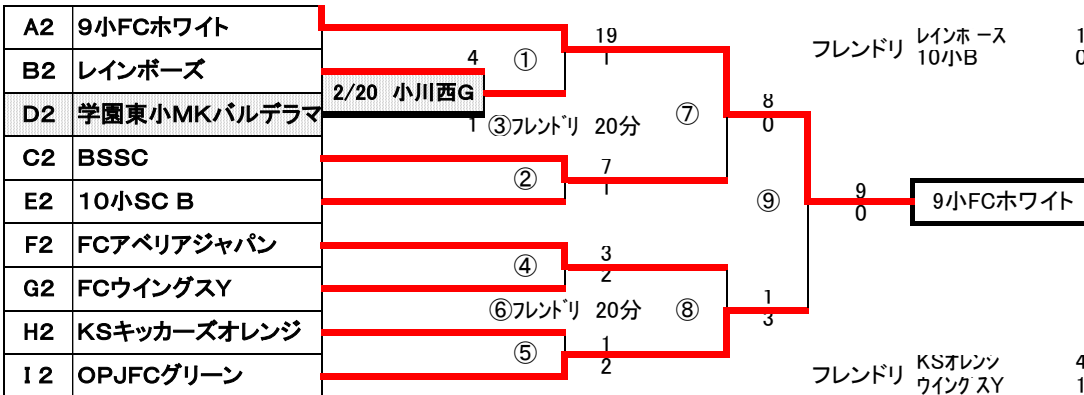 A2 9小FCホワイト
B2 レインボーズ
D2 学園東小MKバルデラマ
C2 BSSC
E2 10小SC B
F2 FCアベリアジャパン
G2 FCウイングスY
H2 KSキッカーズオレンジ
I2 OPJFCグリーン
4
2/20 小川西G
1
①
19
1
③フレンドリ 20分
②
7
1
⑦
8
0
④
3
2
⑥フレンドリ 20分
⑤
1
2
⑧
1
3
⑨
9
0
9小FCホワイト
フレンドリ
レインホース 1
10小B 0
フレンドリ
KSオレンジ 4
ウイングスY 1